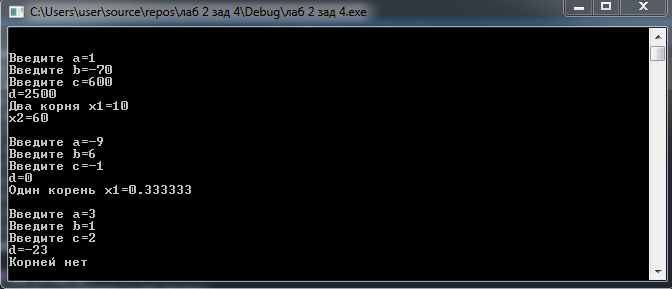 C:\Users\user\source\repos\лаб 2 зад 4\Debug\лаб 2 зад 4.exe
Введите a=1
Введите b=-70
Введите c=600
d=2500
Два корня x1=10
x2=60
Введите a=-9
Введите b=6
Введите c=-1
d=0
Один корень x1=0.333333
Введите a=3
Введите b=1
Введите c=2
d=-23
Корней нет